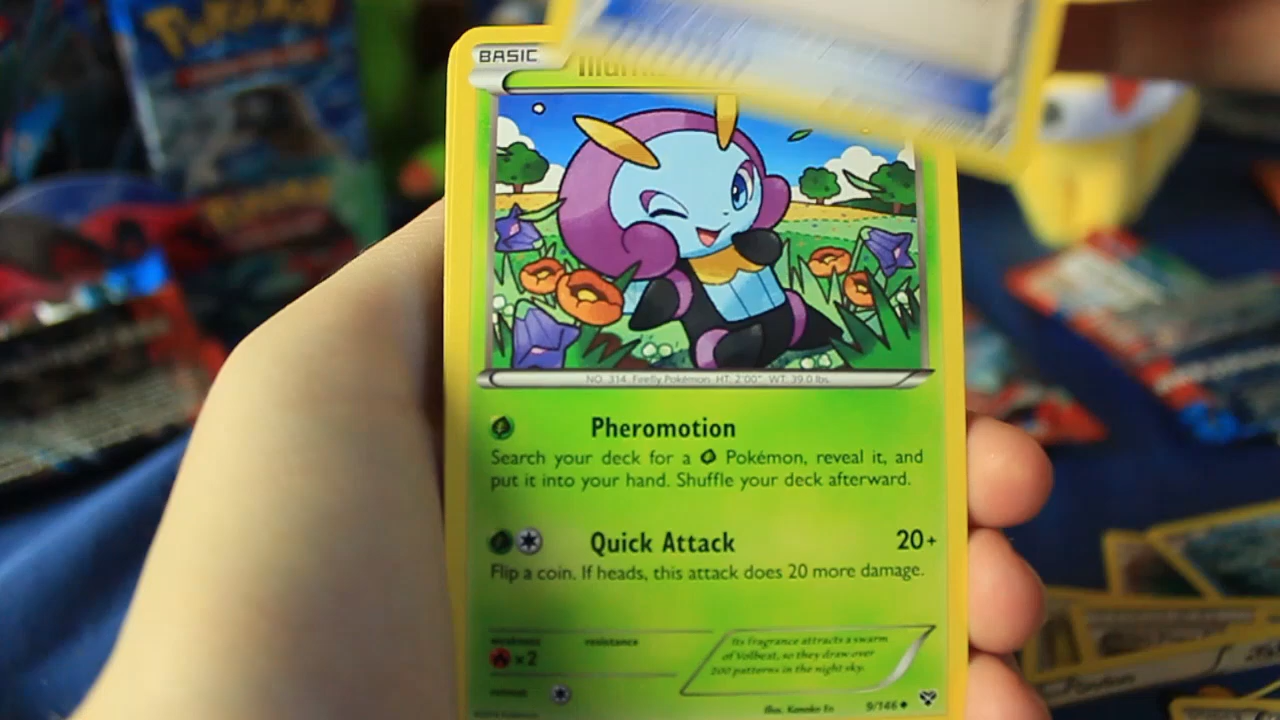 Pokémon
BASIC
NO. 314 Firefly Pokémon HT: 2'00" WT: 39.0 lbs.
Pheromotion
Search your deck for a Pokémon, reveal it, and
put it into your hand. Shuffle your deck afterward.
Quick Attack 20+
Flip a coin. If heads, this attack does 20 more damage.
weakness resistance
×2
Its fragrance attracts a swarm
of Volbeat, so they draw over
200 patterns in the night sky.
Illus. Kanako Eo
9/146